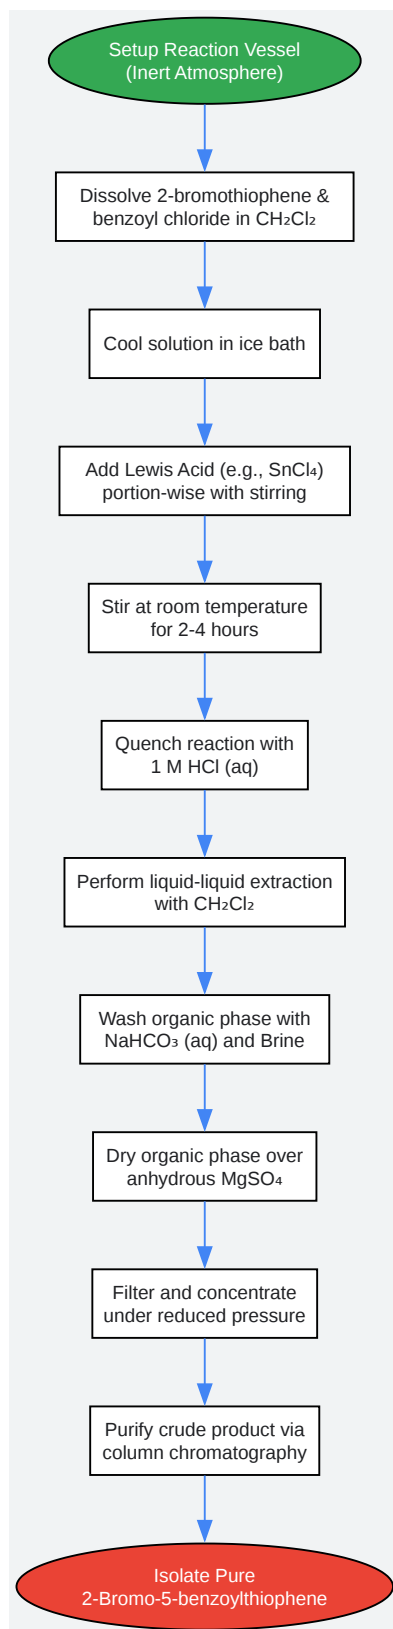 Setup Reaction Vessel
(Inert Atmosphere)
Dissolve 2-bromothiophene &
benzoyl chloride in CH₂Cl₂
Cool solution in ice bath
Add Lewis Acid (e.g., SnCl₄)
portion-wise with stirring
Stir at room temperature
for 2-4 hours
Quench reaction with
1 M HCl (aq)
Perform liquid-liquid extraction
with CH₂Cl₂
Wash organic phase with
NaHCO₃ (aq) and Brine
Dry organic phase over
anhydrous MgSO₄
Filter and concentrate
under reduced pressure
Purify crude product via
column chromatography
Isolate Pure
2-Bromo-5-benzoylthiophene